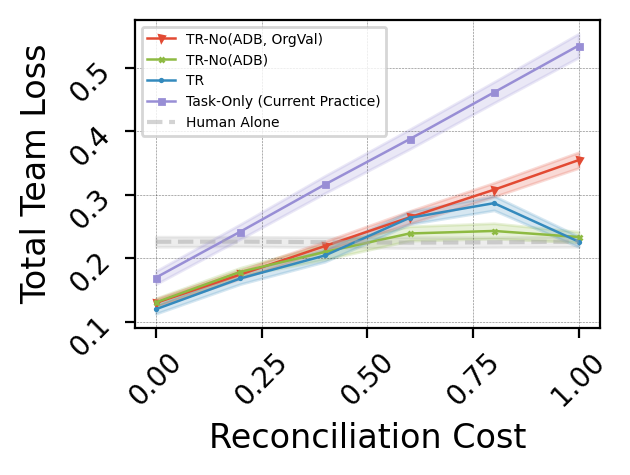 TR-No(ADB, OrgVal)
TR-No(ADB)
TR
Task-Only (Current Practice)
Human Alone
Total Team Loss
0.5
0.4
0.3
0.2
0.1
0.00
0.25
0.50
0.75
1.00
Reconciliation Cost